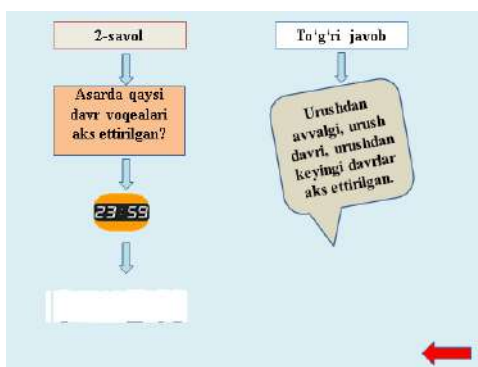 2-savol
Asarda qaysi
davr voqealari
aks ettirilgan?
23:59
To'g'ri javob
Urushdan
avvalgi, urush
davri, urushdan
keyingi davrlar
aks ettirilgan.